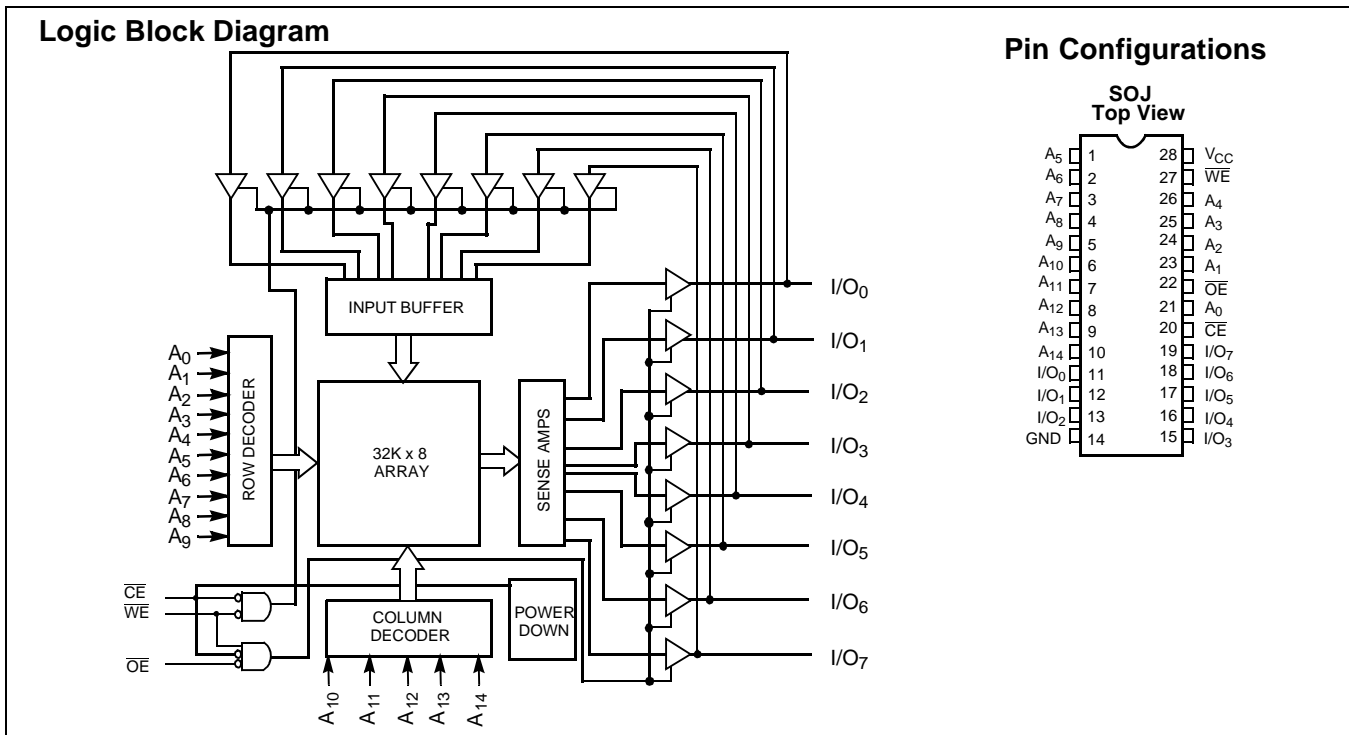 Logic Block Diagram
INPUT BUFFER
A0
A1
A2
A3
A4
A5
A6
A7
A8
A9
ROW DECODER
32K x 8
ARRAY
SENSE AMPS
I/O0
I/O1
I/O2
I/O3
I/O4
I/O5
I/O6
I/O7
CE
WE
OE
COLUMN
DECODER
POWER
DOWN
A10
A11
A12
A13
A14
Pin Configurations
SOJ
Top View
A5 1 28 VCC
A6 2 27 WE
A7 3 26 A4
A8 4 25 A3
A9 5 24 A2
A10 6 23 A1
A11 7 22 OE
A12 8 21 A0
A13 9 20 CE
A14 10 19 I/O7
I/O0 11 18 I/O6
I/O1 12 17 I/O5
I/O2 13 16 I/O4
GND 14 15 I/O3